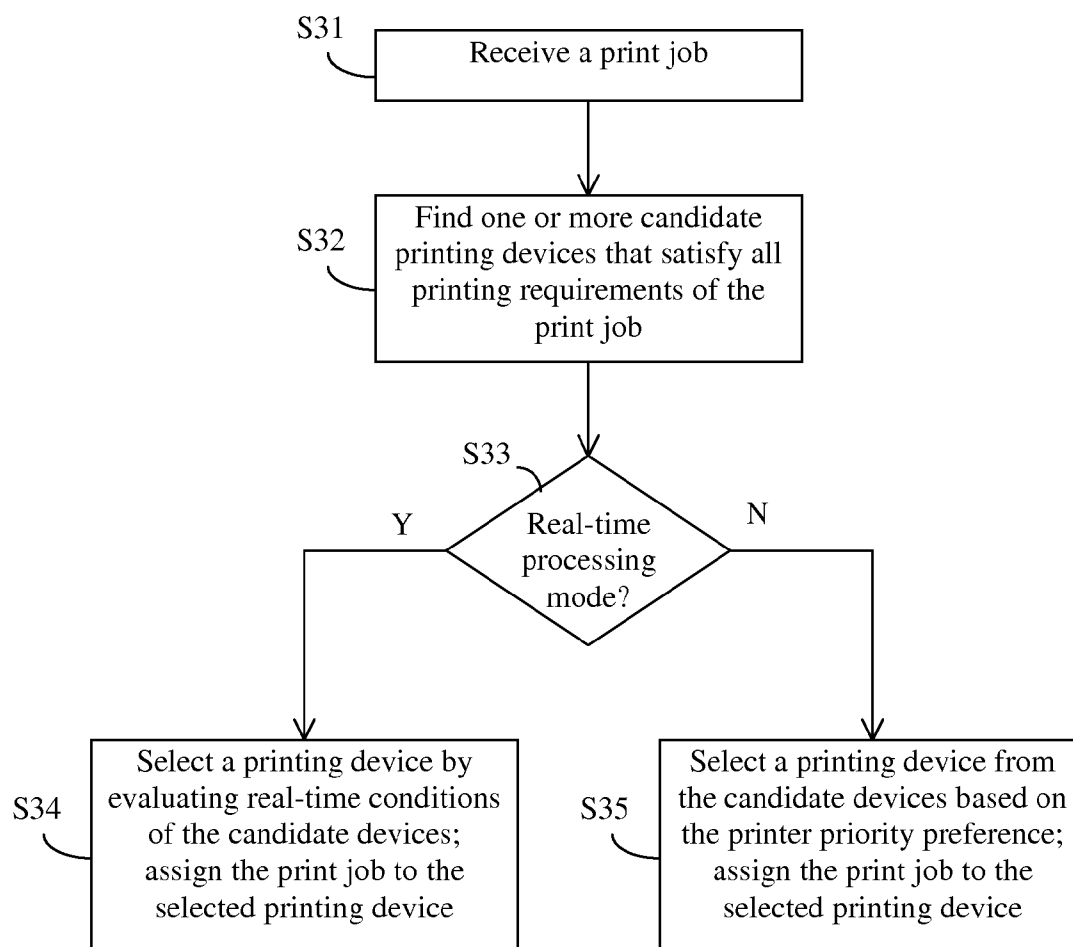 S31
Receive a print job
S32
Find one or more candidate
printing devices that satisfy all
printing requirements of the
print job
S33
Real-time
processing
mode?
Y
N
S34
Select a printing device by
evaluating real-time conditions
of the candidate devices;
assign the print job to the
selected printing device
S35
Select a printing device from
the candidate devices based on
the printer priority preference;
assign the print job to the
selected printing device